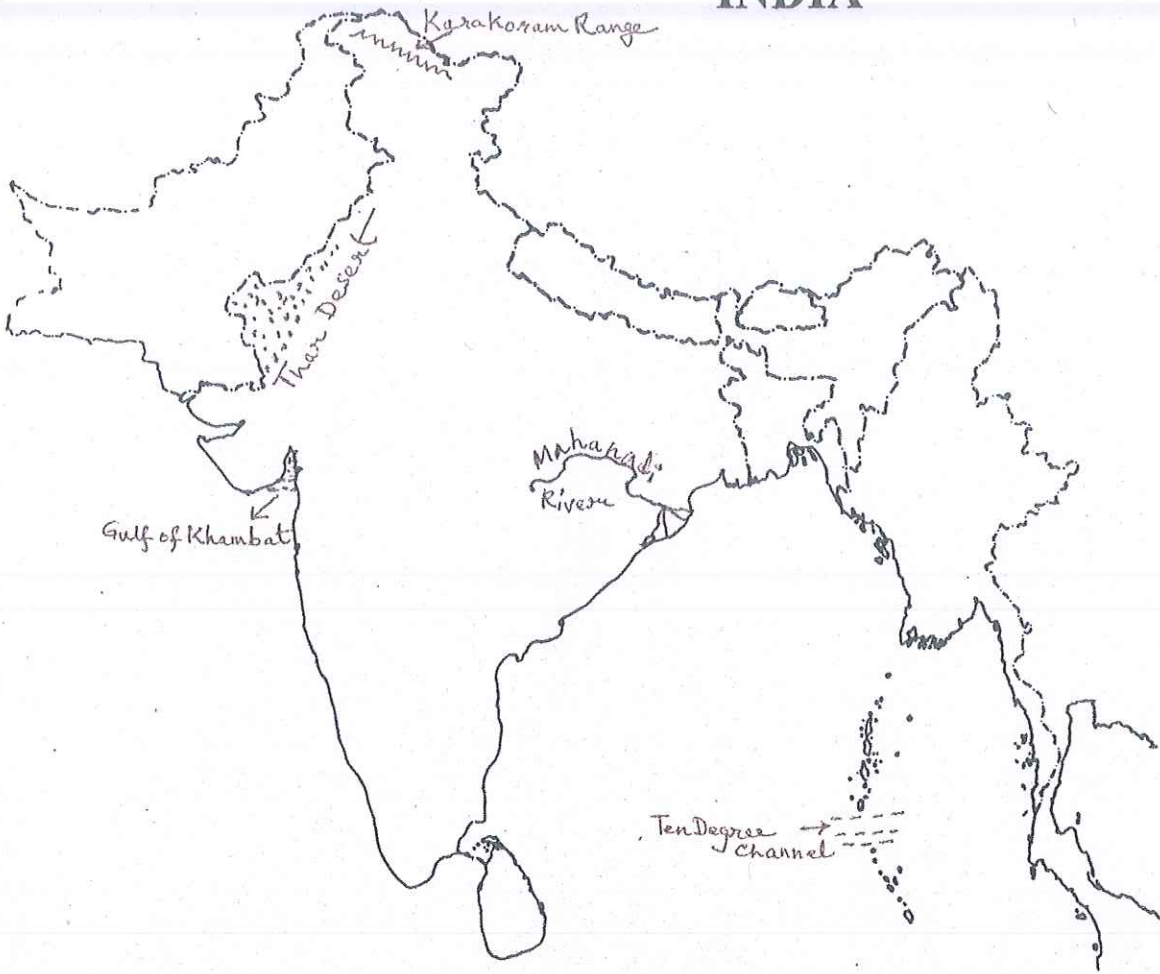 INDIA
Karakoram Range
Thar Desert
Mahanadi
River
Gulf of Khambat
Ten Degree
Channel